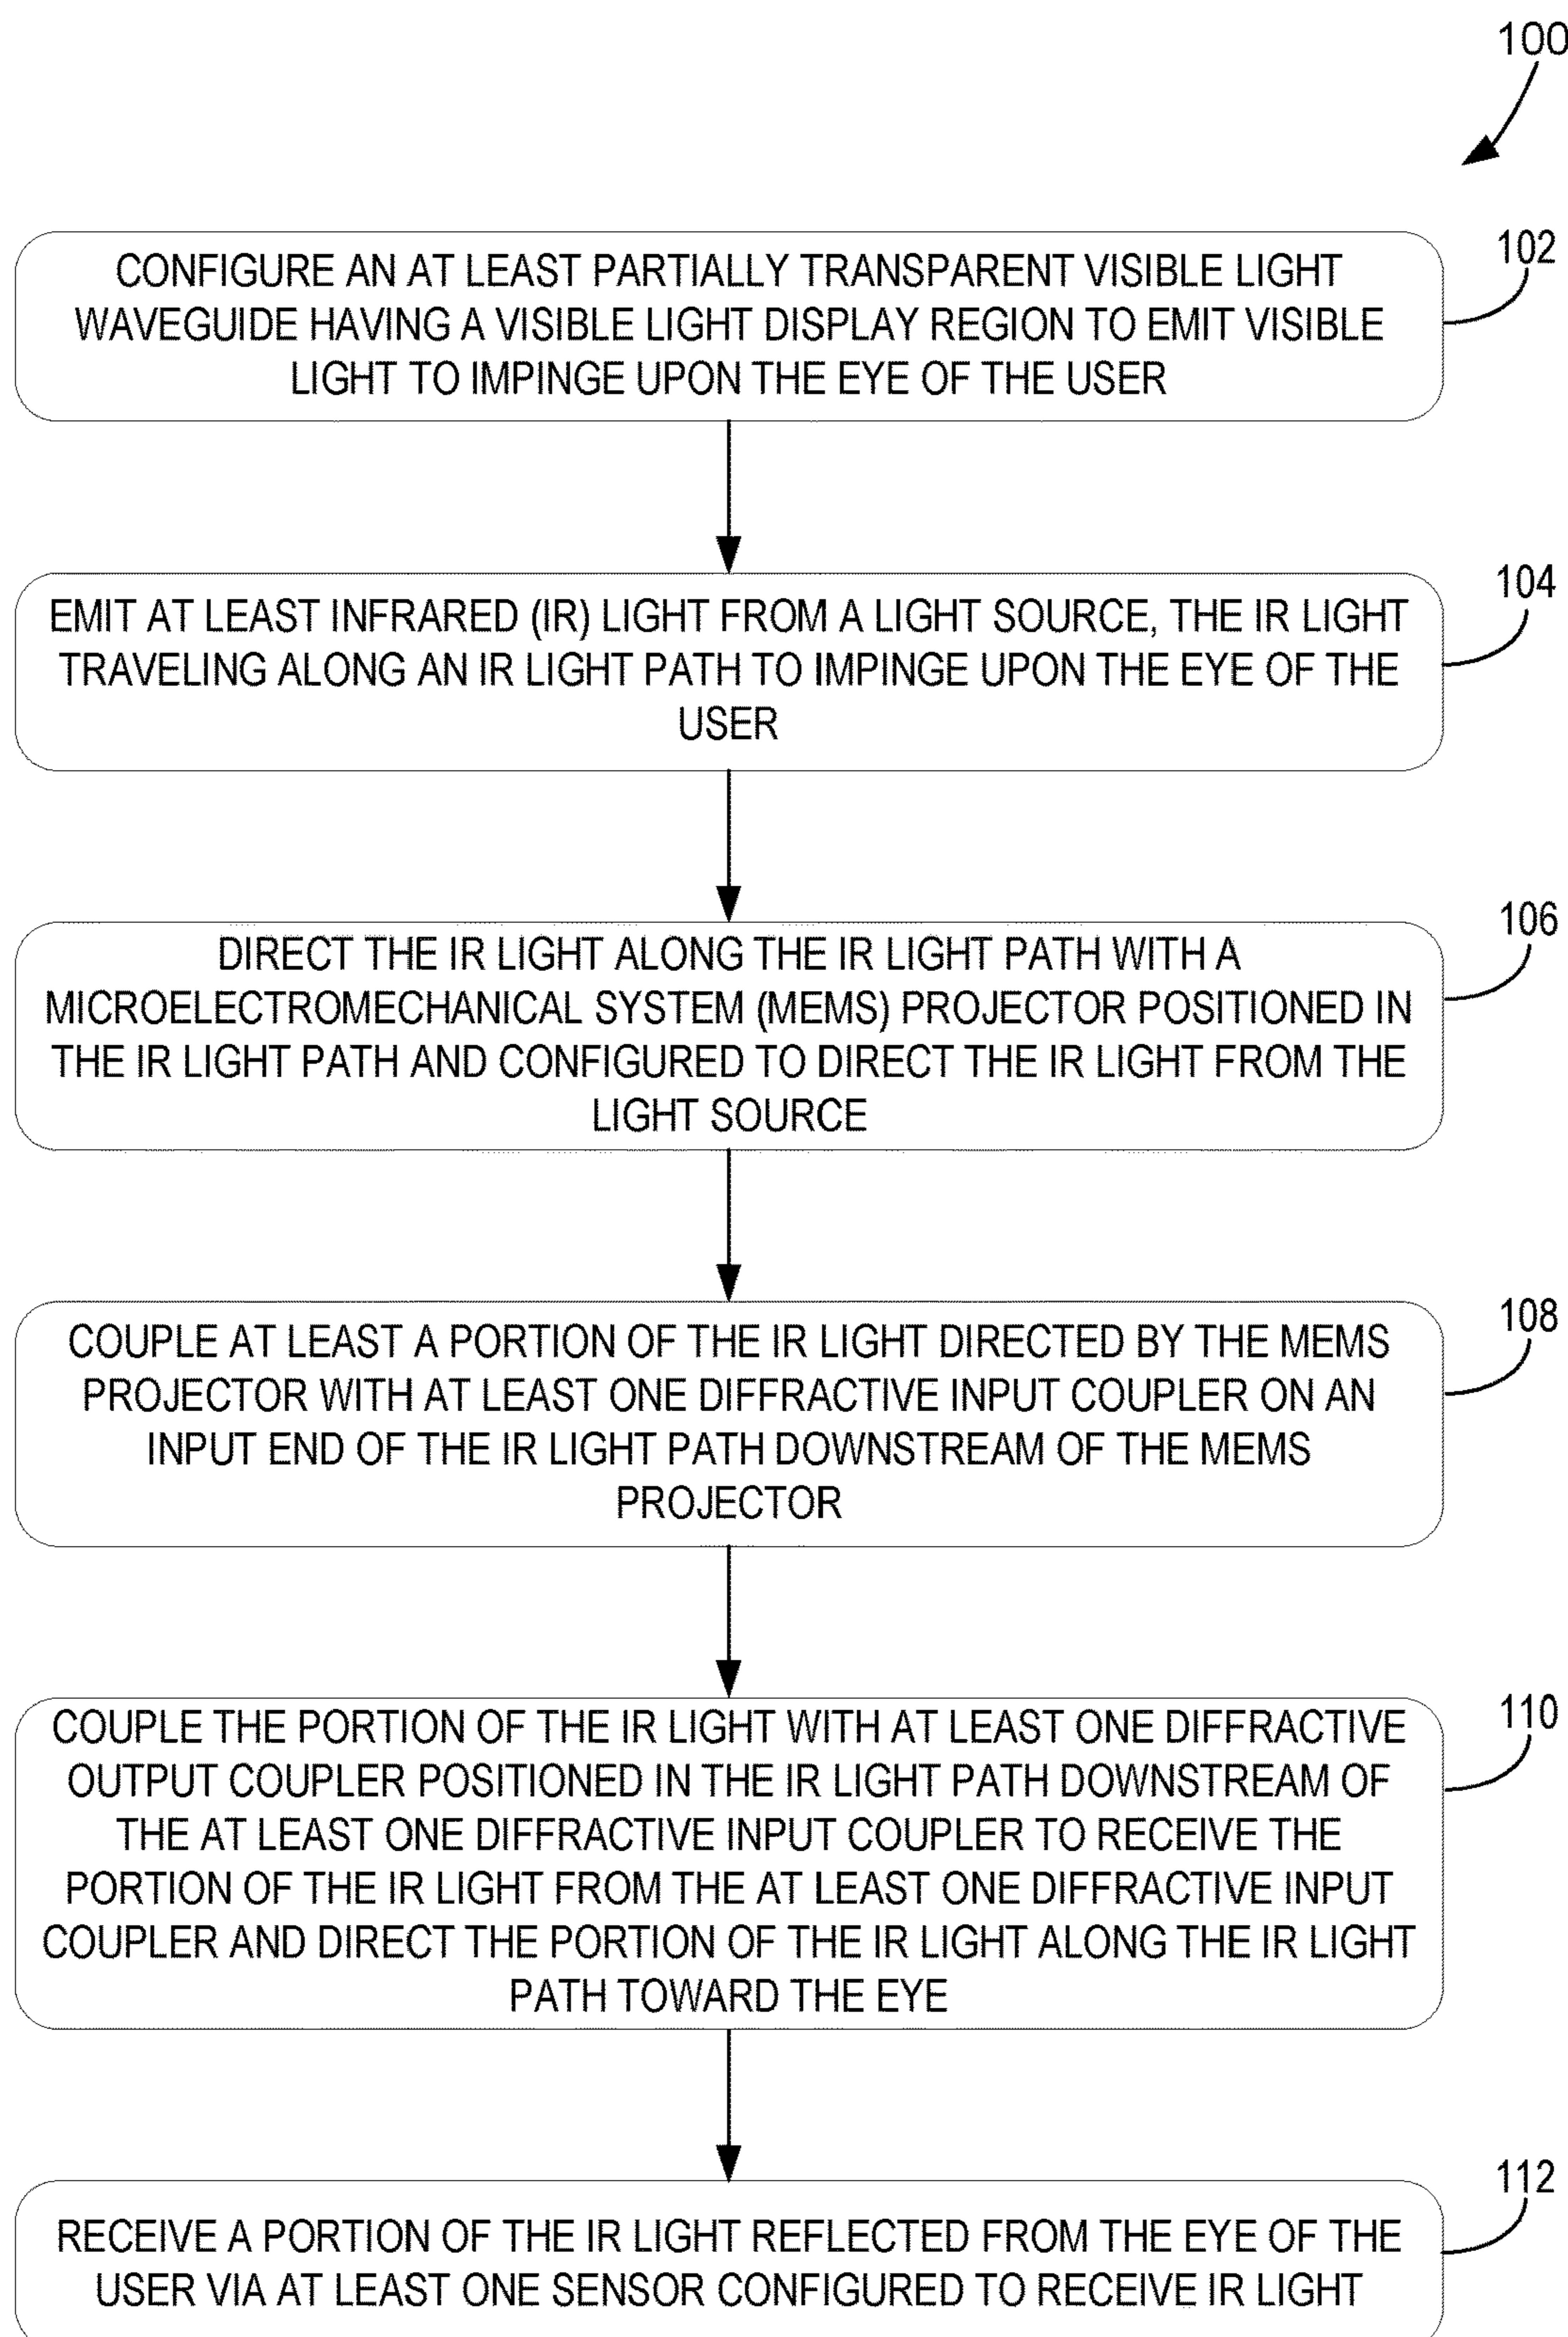 100
102
CONFIGURE AN AT LEAST PARTIALLY TRANSPARENT VISIBLE LIGHT
WAVEGUIDE HAVING A VISIBLE LIGHT DISPLAY REGION TO EMIT VISIBLE
LIGHT TO IMPINGE UPON THE EYE OF THE USER
104
EMIT AT LEAST INFRARED (IR) LIGHT FROM A LIGHT SOURCE, THE IR LIGHT
TRAVELING ALONG AN IR LIGHT PATH TO IMPINGE UPON THE EYE OF THE
USER
106
DIRECT THE IR LIGHT ALONG THE IR LIGHT PATH WITH A
MICROELECTROMECHANICAL SYSTEM (MEMS) PROJECTOR POSITIONED IN
THE IR LIGHT PATH AND CONFIGURED TO DIRECT THE IR LIGHT FROM THE
LIGHT SOURCE
108
COUPLE AT LEAST A PORTION OF THE IR LIGHT DIRECTED BY THE MEMS
PROJECTOR WITH AT LEAST ONE DIFFRACTIVE INPUT COUPLER ON AN
INPUT END OF THE IR LIGHT PATH DOWNSTREAM OF THE MEMS
PROJECTOR
110
COUPLE THE PORTION OF THE IR LIGHT WITH AT LEAST ONE DIFFRACTIVE
OUTPUT COUPLER POSITIONED IN THE IR LIGHT PATH DOWNSTREAM OF
THE AT LEAST ONE DIFFRACTIVE INPUT COUPLER TO RECEIVE THE
PORTION OF THE IR LIGHT FROM THE AT LEAST ONE DIFFRACTIVE INPUT
COUPLER AND DIRECT THE PORTION OF THE IR LIGHT ALONG THE IR LIGHT
PATH TOWARD THE EYE
112
RECEIVE A PORTION OF THE IR LIGHT REFLECTED FROM THE EYE OF THE
USER VIA AT LEAST ONE SENSOR CONFIGURED TO RECEIVE IR LIGHT